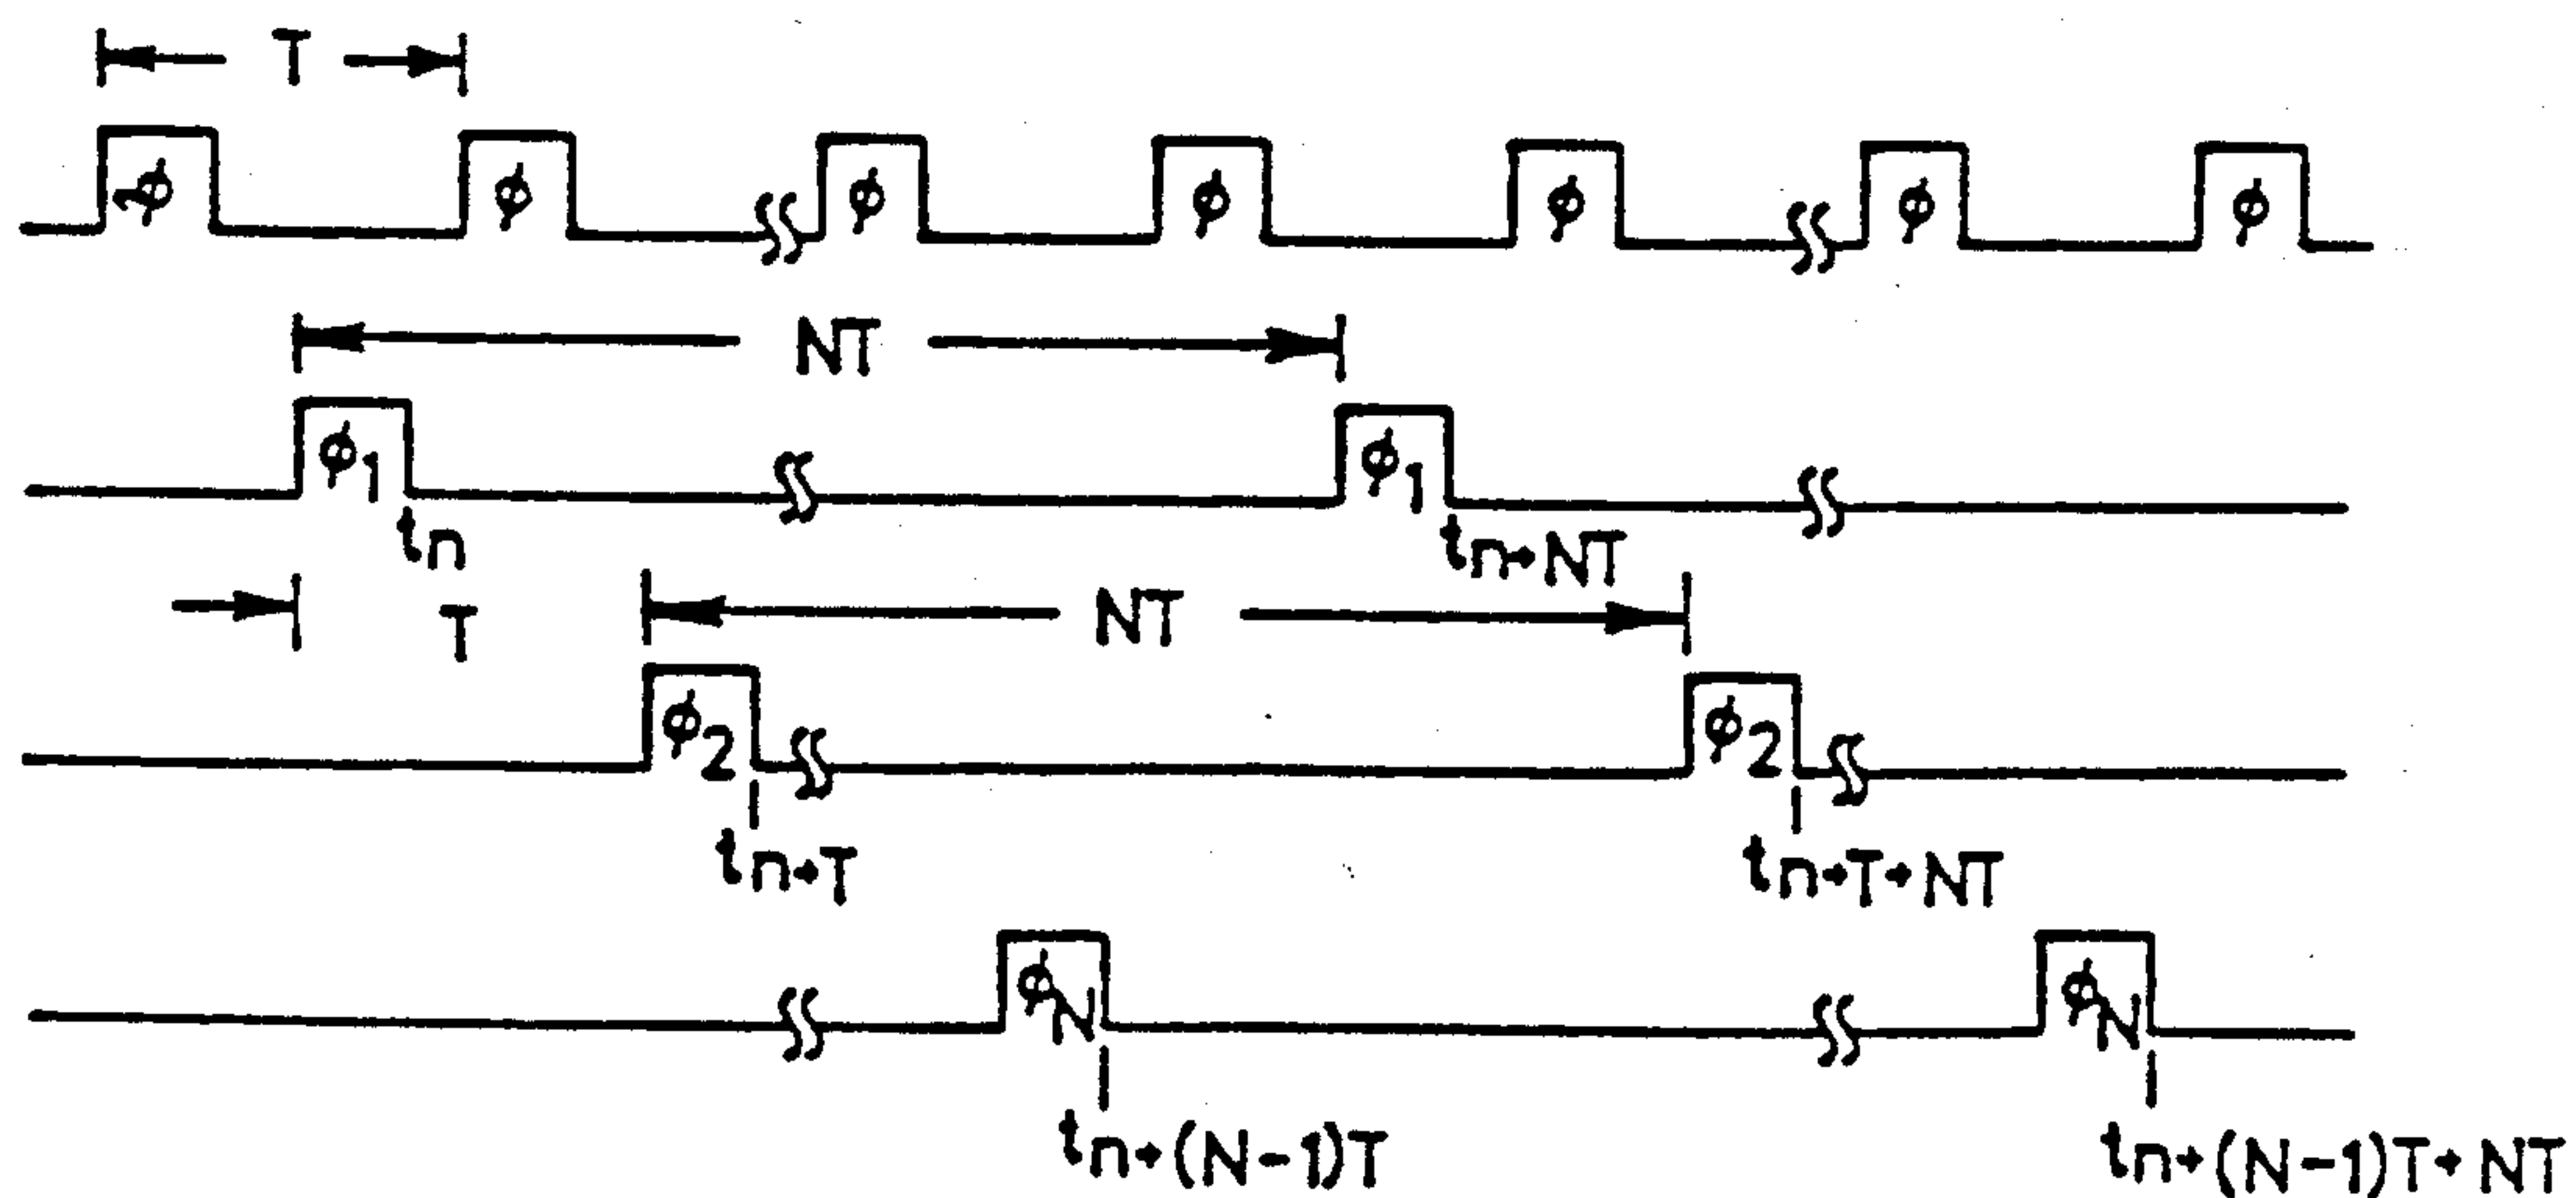 T
1ϕ ϕ ϕ ϕ ϕ ϕ ϕ
NT
ϕ1 ϕ1
tn tn+NT
T NT
ϕ2 ϕ2
tn+T tn+T+NT
ϕN ϕN
tn+(N-1)T tn+(N-1)T+NT